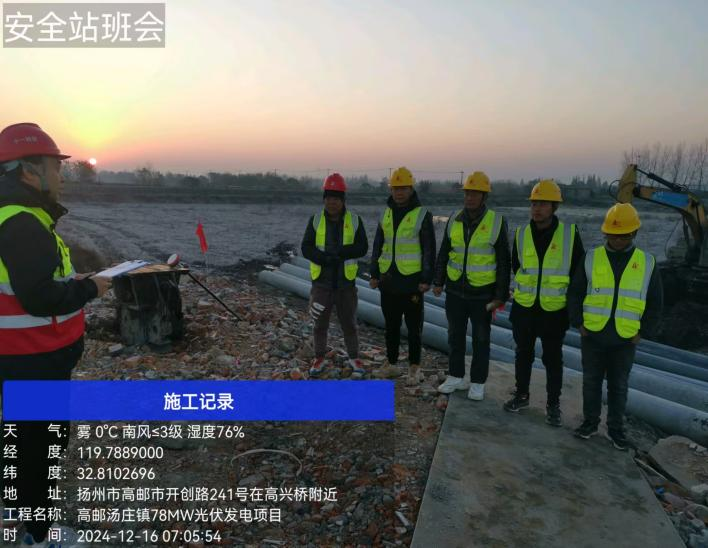 安全站班会
施工记录
天 气: 雾 0℃ 南风≤3级 湿度76%
经 度: 119.7889000
纬 度: 32.8102696
地 址: 扬州市高邮市开创路241号在高兴桥附近
工程名称: 高邮汤庄镇78MW光伏发电项目
时 间: 2024-12-16 07:05:54